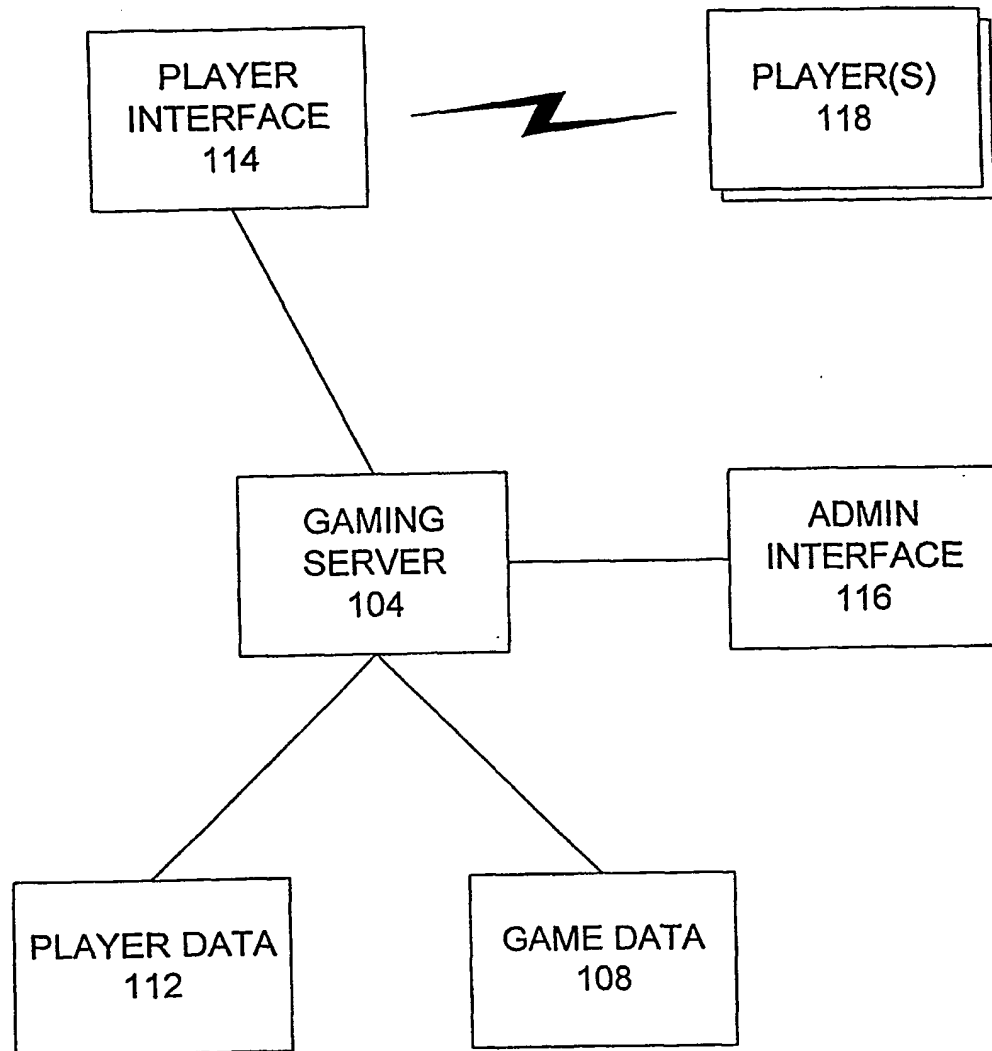 PLAYER
INTERFACE
114
PLAYER(S)
118
GAMING
SERVER
104
ADMIN
INTERFACE
116
PLAYER DATA
112
GAME DATA
108